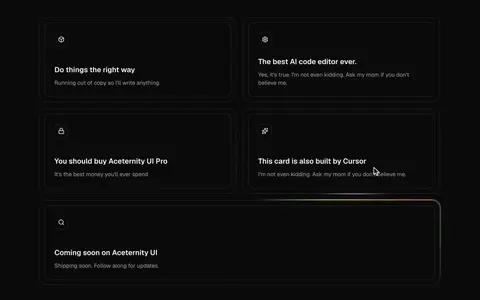 Do things the right way
Running out of copy so I'll write anything.
The best AI code editor ever.
Yes, it's true. I'm not even kidding. Ask my mom if you don't
believe me.
You should buy Aceternity UI Pro
It's the best money you'll ever spend
This card is also built by Cursor
I'm not even kidding. Ask my mom if you don't believe me.
Coming soon on Aceternity UI
Shipping soon. Follow along for updates.